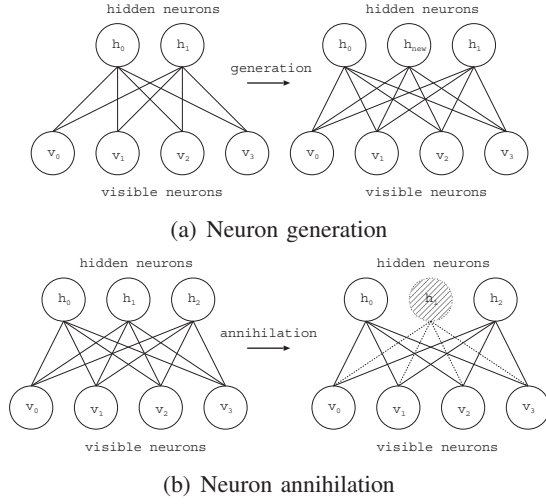 hidden neurons hidden neurons
h₀ h₁ h₀ hₙₑw h₁
generation
v₀ v₁ v₂ v₃ v₀ v₁ v₂ v₃
visible neurons visible neurons
(a) Neuron generation
hidden neurons hidden neurons
h₀ h₁ h₂ h₀ h₁ h₂
annihilation
v₀ v₁ v₂ v₃ v₀ v₁ v₂ v₃
visible neurons visible neurons
(b) Neuron annihilation